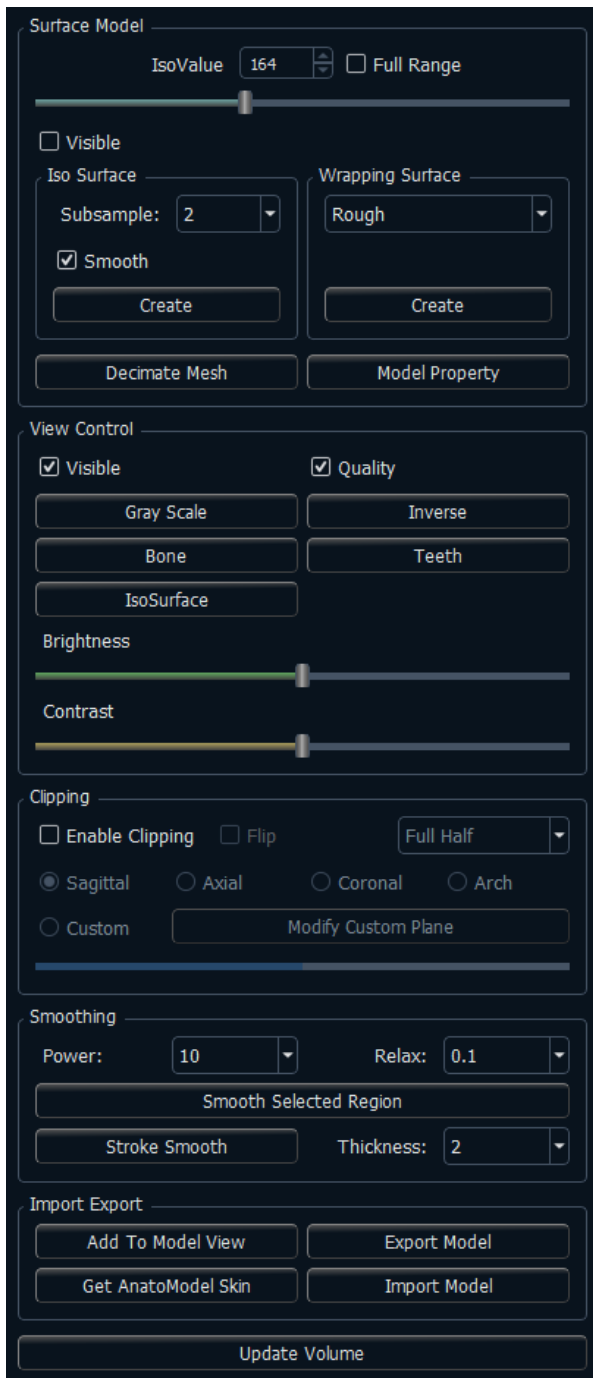 Surface Model
IsoValue 164 Full Range
Visible
Iso Surface Wrapping Surface
Subsample: 2 Rough
Smooth
Create Create
Decimate Mesh Model Property
View Control
Visible Quality
Gray Scale Inverse
Bone Teeth
IsoSurface
Brightness
Contrast
Clipping
Enable Clipping Flip Full Half
Sagittal Axial Coronal Arch
Custom Modify Custom Plane
Smoothing
Power: 10 Relax: 0.1
Smooth Selected Region
Stroke Smooth Thickness: 2
Import Export
Add To Model View Export Model
Get AnatoModel Skin Import Model
Update Volume